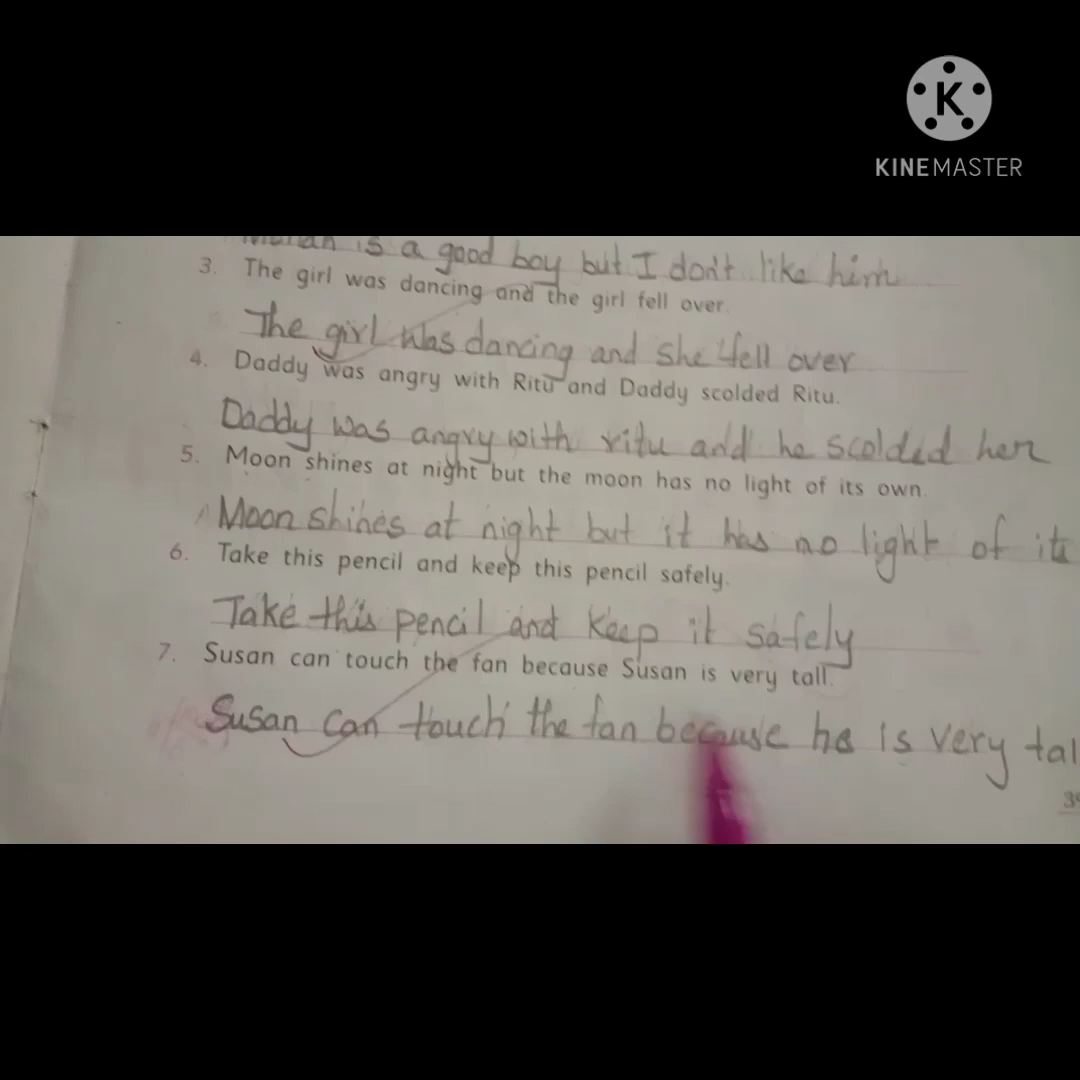 KINEMASTER
is a good boy but I don't like him
3. The girl was dancing and the girl fell over.
The girl was dancing and she fell over
4. Daddy was angry with Ritu and Daddy scolded Ritu.
Daddy was angry with ritu and he scolded her
5. Moon shines at night but the moon has no light of its own.
Moon shines at night but it has no light of its
6. Take this pencil and keep this pencil safely.
Take this pencil and keep it safely
7. Susan can touch the fan because Susan is very tall.
Susan can touch the fan because he is very tal